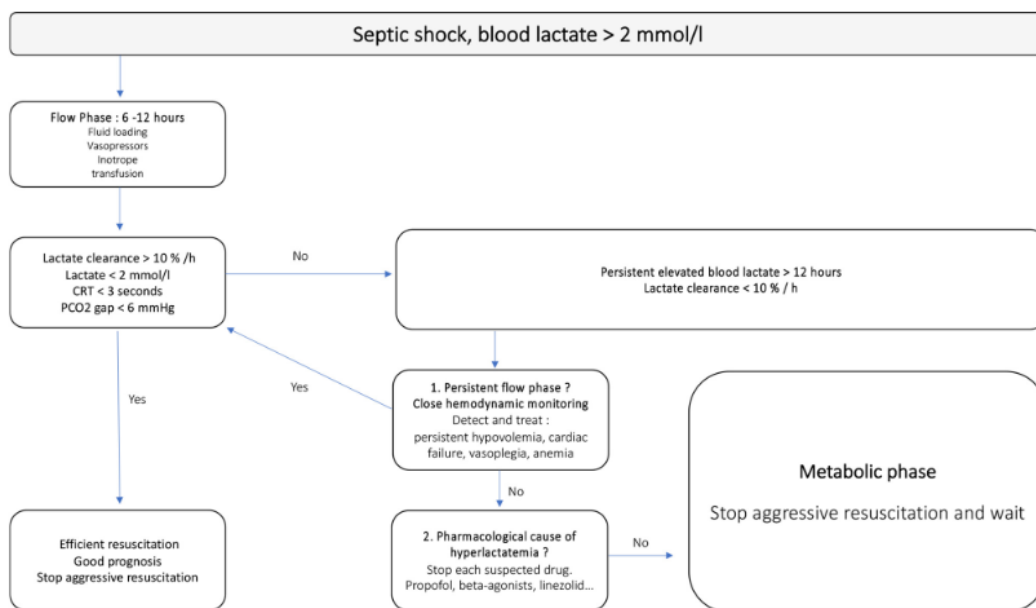 Septic shock, blood lactate > 2 mmol/l
Flow Phase : 6 -12 hours
Fluid loading
Vasopressors
Inotrope
transfusion
Lactate clearance > 10 % /h
Lactate < 2 mmol/l
CRT < 3 seconds
PCO2 gap < 6 mmHg
No
Persistent elevated blood lactate > 12 hours
Lactate clearance < 10 % / h
Yes
Yes
1. Persistent flow phase ?
Close hemodynamic monitoring
Detect and treat :
persistent hypovolemia, cardiac
failure, vasoplegia, anemia
No
2. Pharmacological cause of
hyperlactatemia ?
Stop each suspected drug.
Propofol, beta-agonists, linezolid...
No
Metabolic phase
Stop aggressive resuscitation and wait
Efficient resuscitation
Good prognosis
Stop aggressive resuscitation